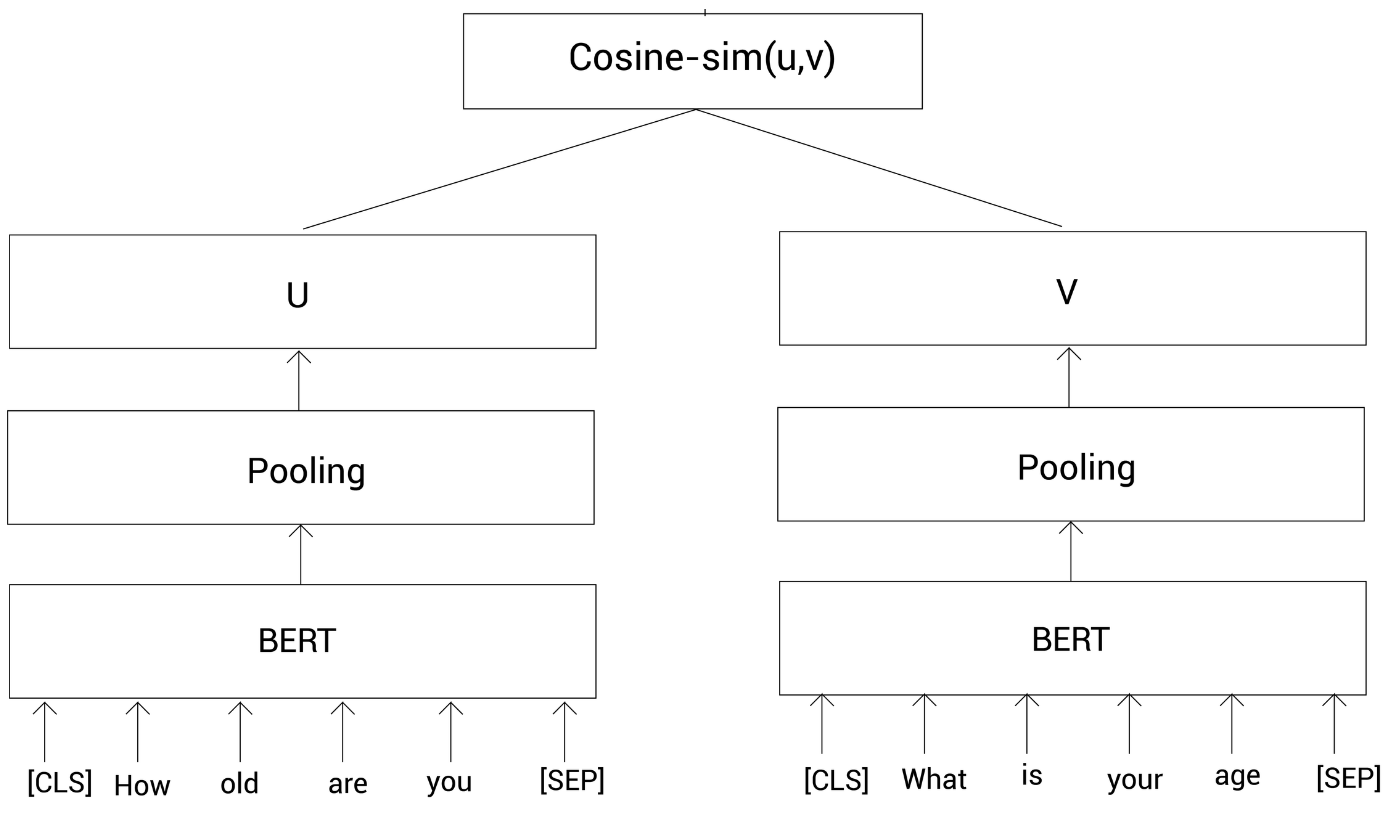 Cosine-sim(u,v)
U
V
Pooling
Pooling
BERT
BERT
[CLS] How old are you [SEP]
[CLS] What is your age [SEP]